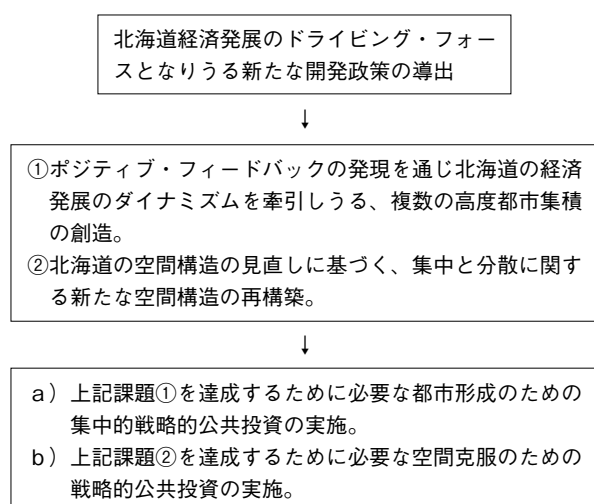 北海道経済発展のドライビング・フォー
スとなりうる新たな開発政策の導出
↓
①ポジティブ・フィードバックの発現を通じ北海道の経済
発展のダイナミズムを牽引しうる、複数の高度都市集積
の創造。
②北海道の空間構造の見直しに基づく、集中と分散に関す
る新たな空間構造の再構築。
↓
a）上記課題①を達成するために必要な都市形成のための
集中的戦略的公共投資の実施。
b）上記課題②を達成するために必要な空間克服のための
戦略的公共投資の実施。